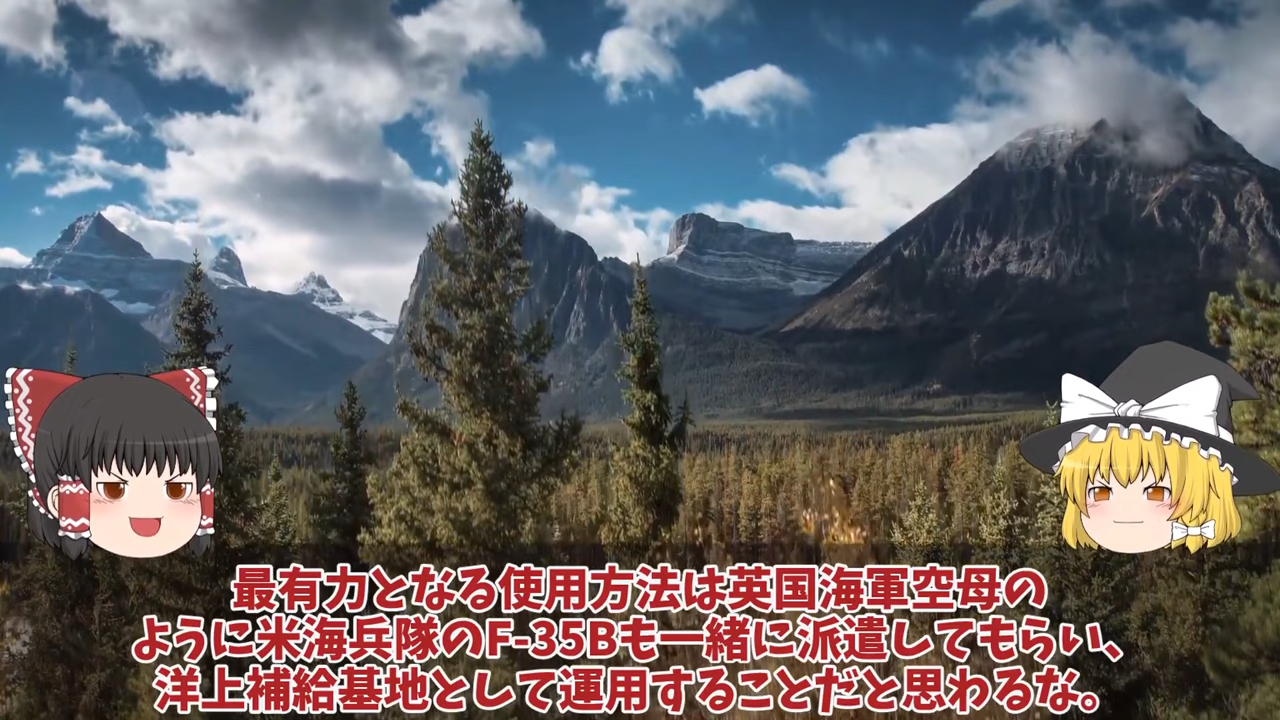 最有力となる使用方法は英国海軍空母の
ように米海兵隊のF-35Bも一緒に派遣してもらい、
洋上補給基地として運用することだと思わるな。